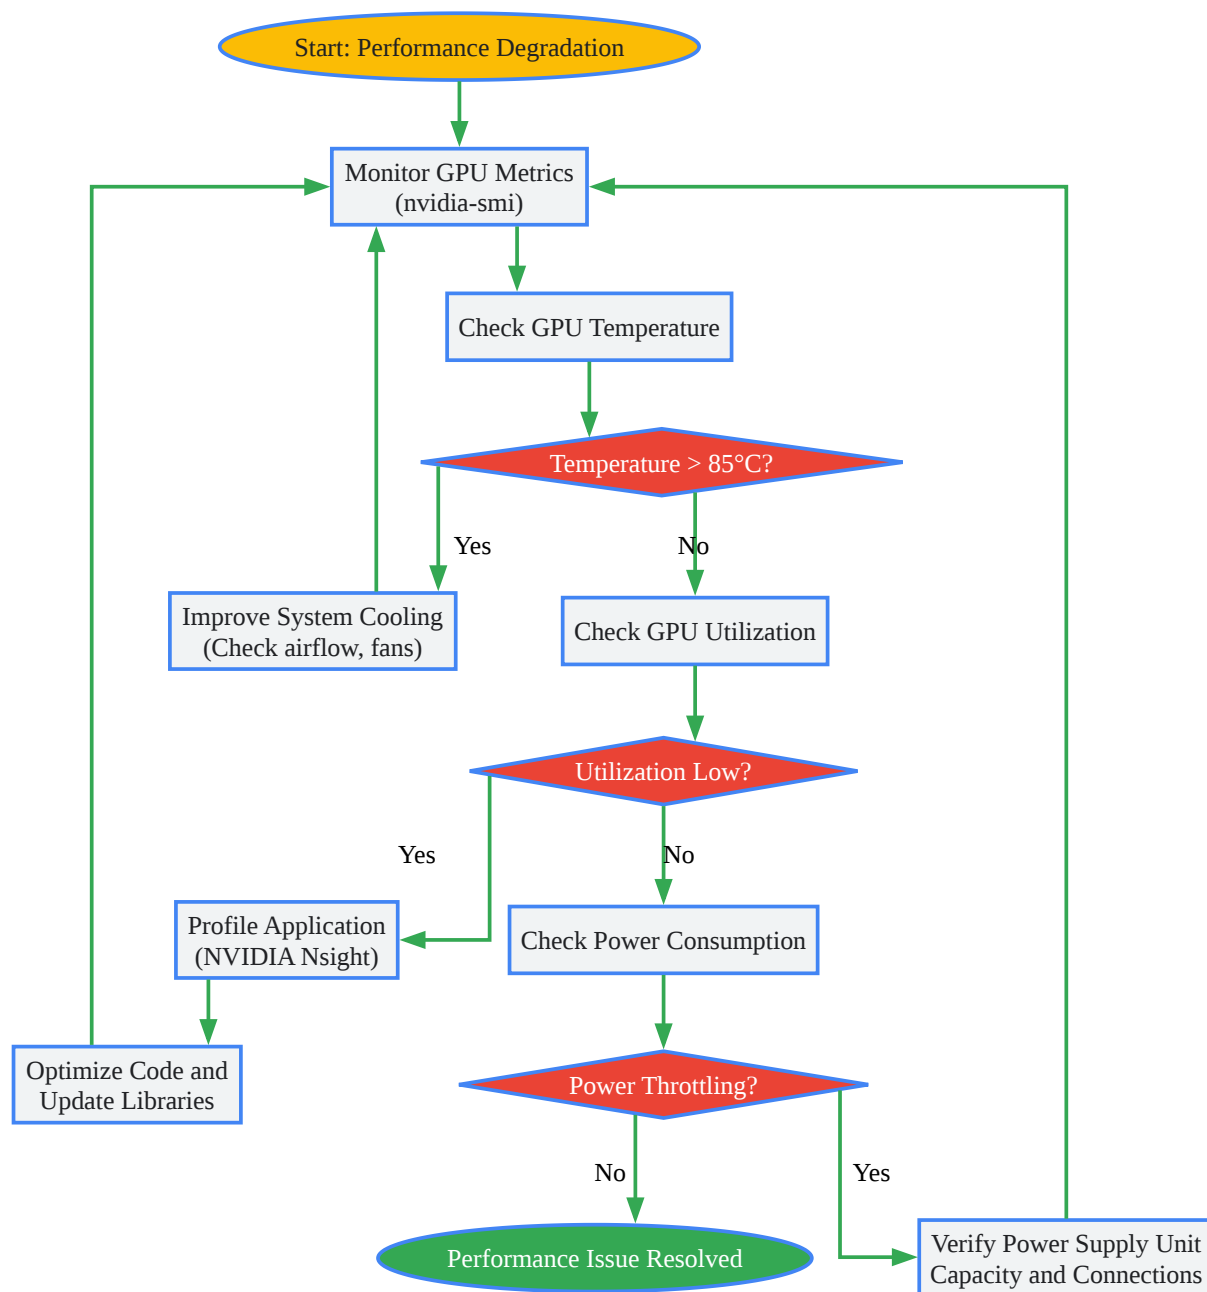 Start: Performance Degradation
Monitor GPU Metrics
(nvidia-smi)
Check GPU Temperature
Temperature > 85°C?
Yes
No
Improve System Cooling
(Check airflow, fans)
Check GPU Utilization
Utilization Low?
Yes
No
Profile Application
(NVIDIA Nsight)
Check Power Consumption
Optimize Code and
Update Libraries
Power Throttling?
No
Yes
Performance Issue Resolved
Verify Power Supply Unit
Capacity and Connections